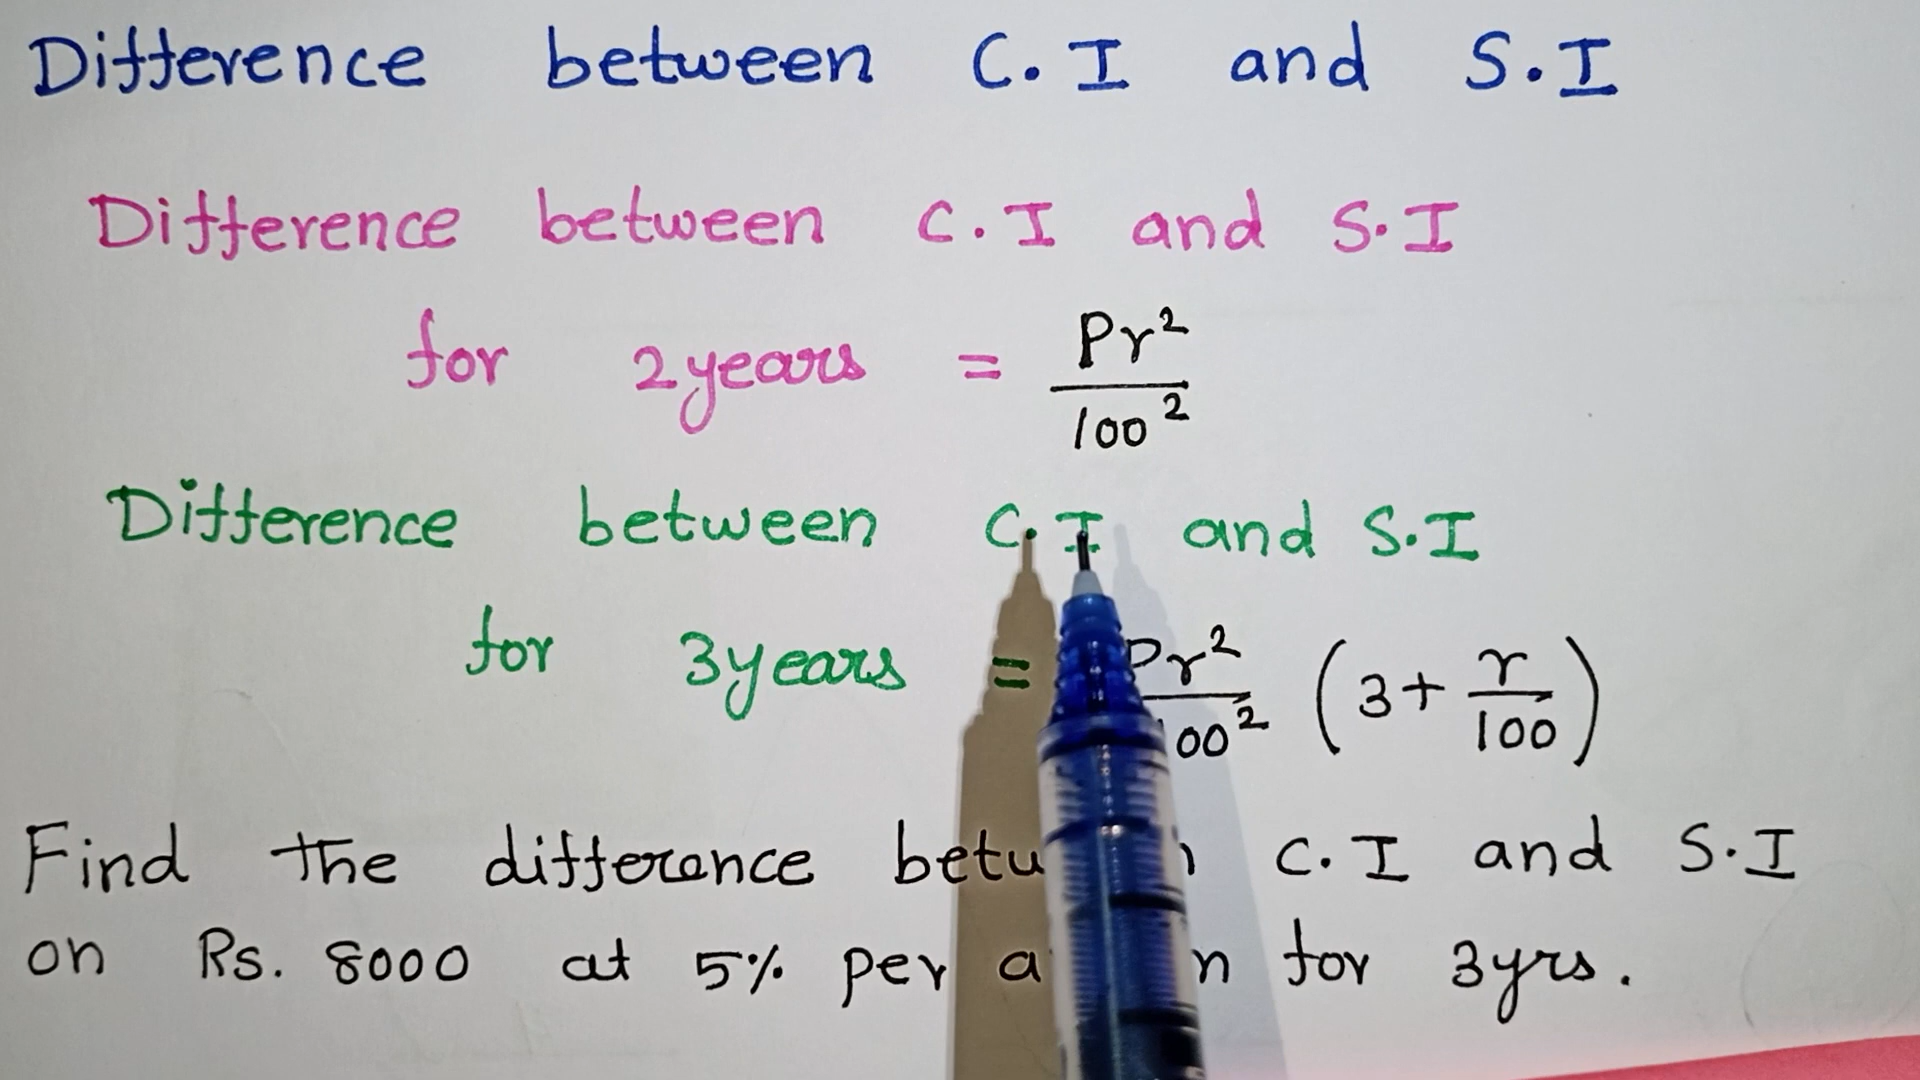 Difference between C.I and S.I
Difference between C.I and S.I
for 2years = Pr²
100²
Difference between C.I and S.I
for 3years = Pr² (3 + r
00² 100)
Find the difference betu C.I and S.I
on Rs. 8000 at 5% per a n for 3yrs.